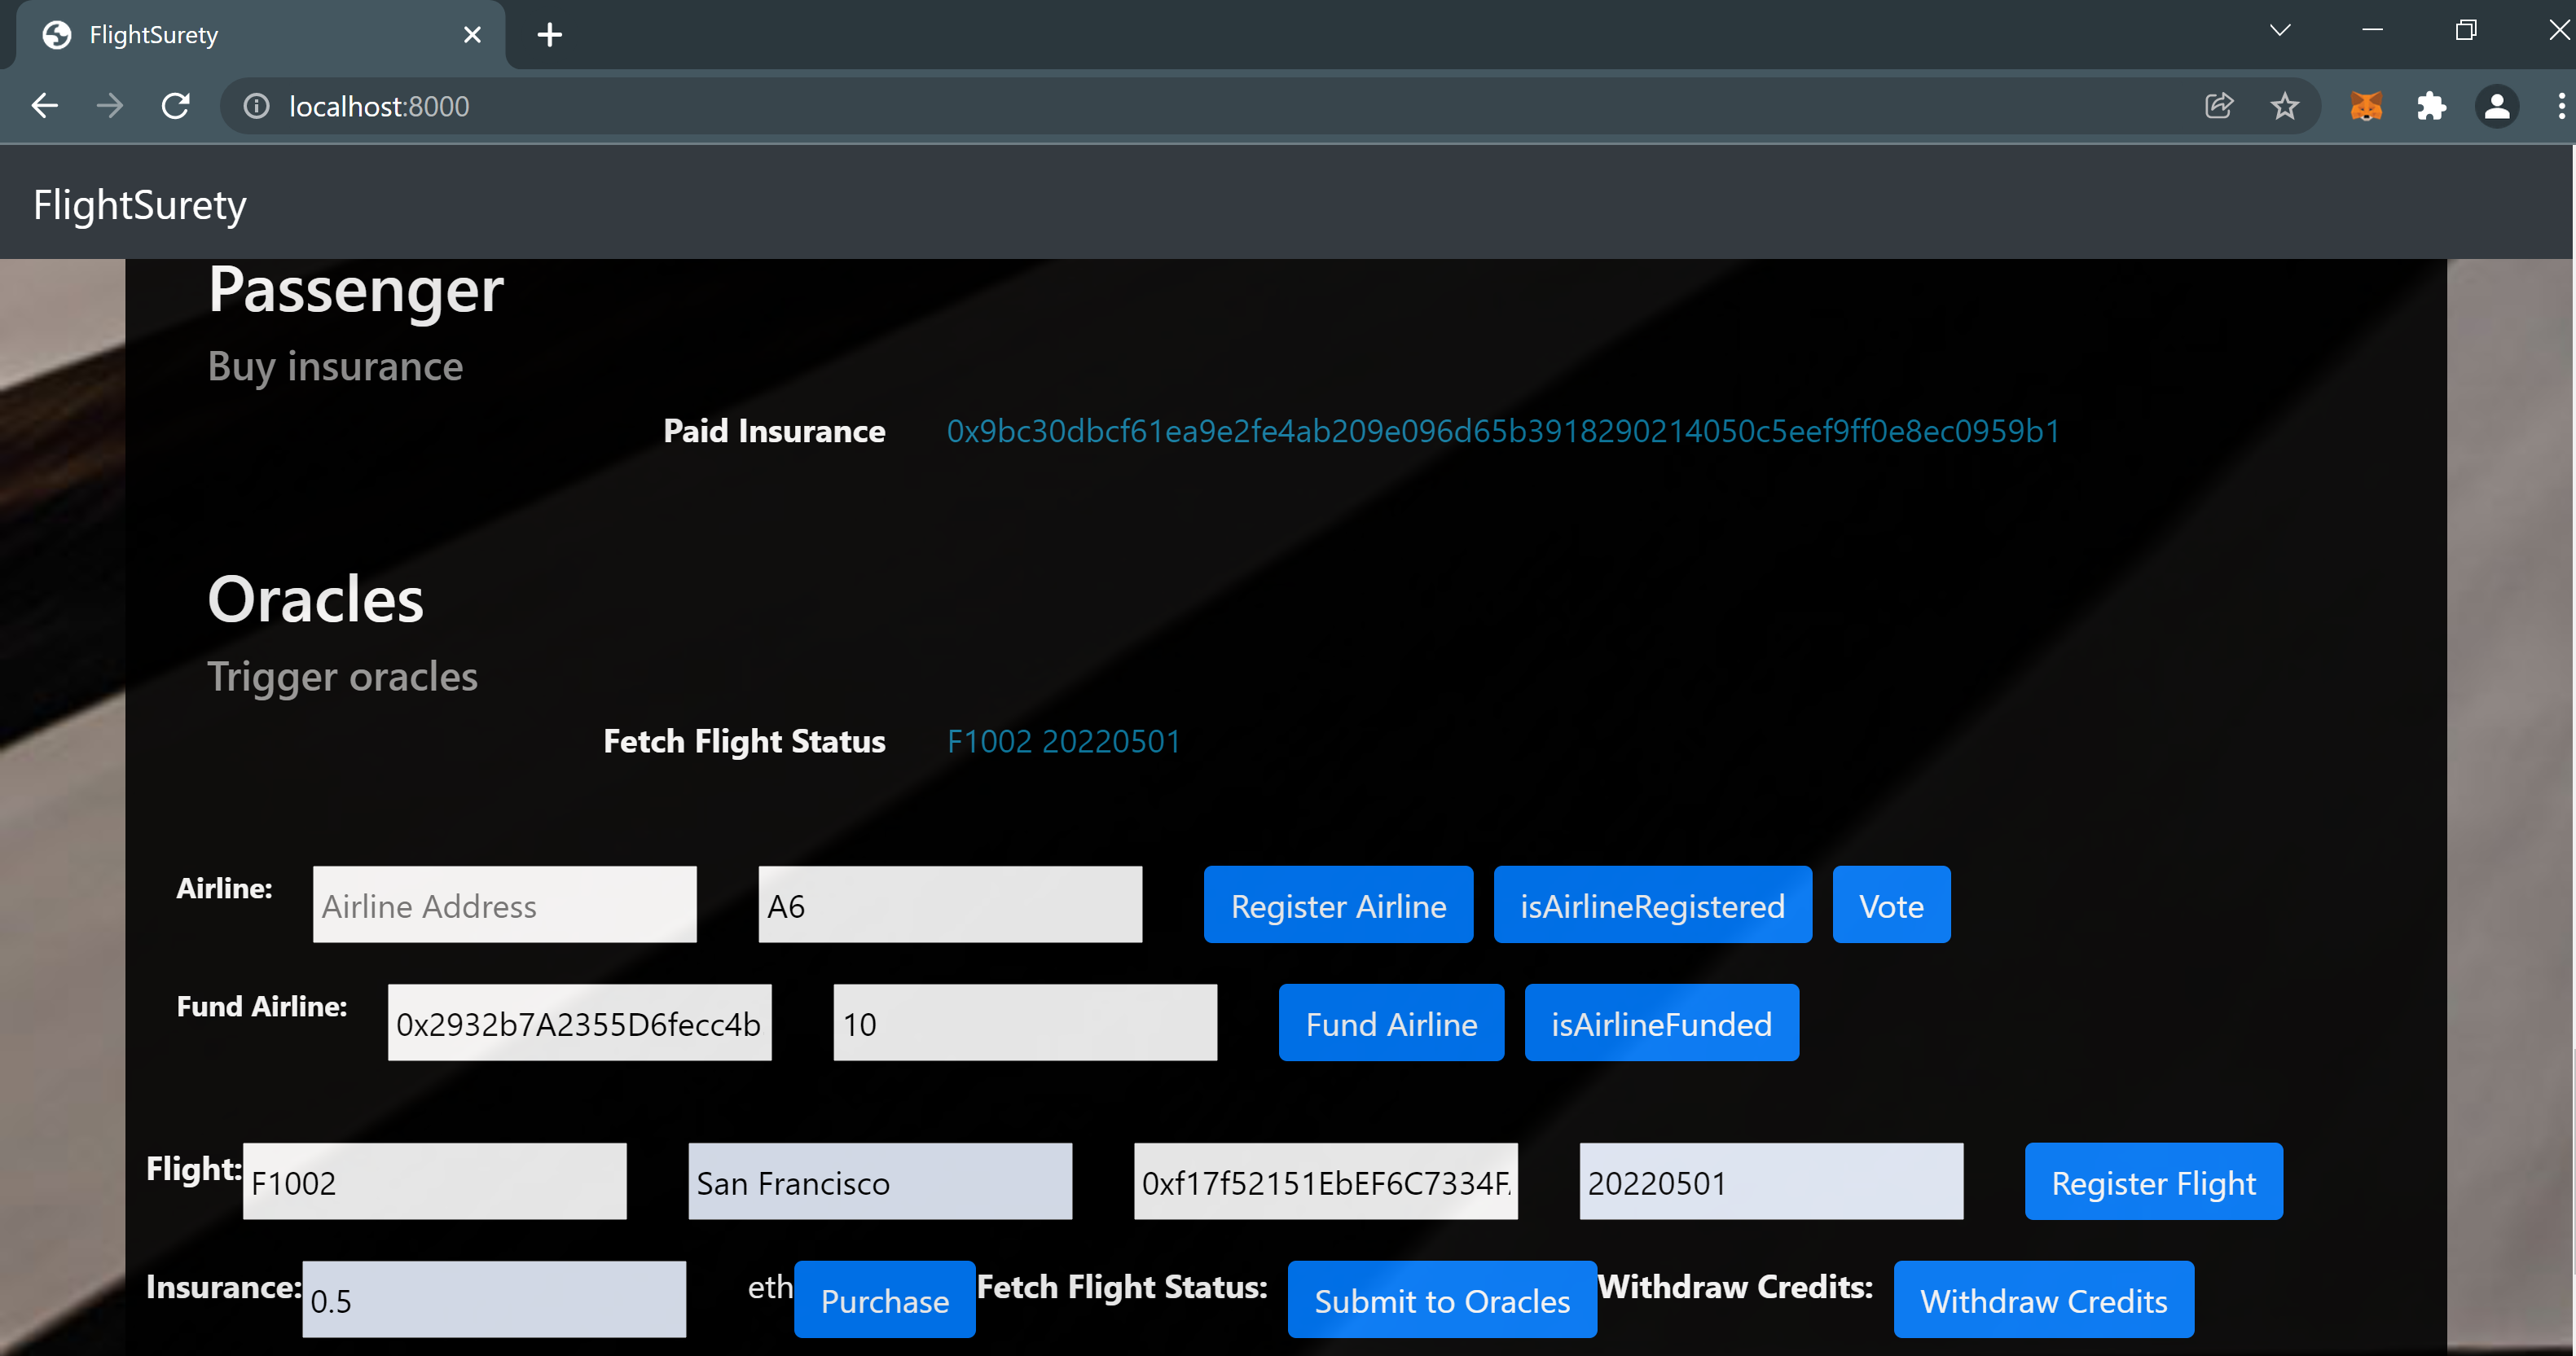 FlightSurety
localhost:8000
FlightSurety
Passenger
Buy insurance
Paid Insurance 0x9bc30dbcf61ea9e2fe4ab209e096d65b3918290214050c5eef9ff0e8ec0959b1
Oracles
Trigger oracles
Fetch Flight Status F1002 20220501
Airline: Airline Address A6 Register Airline isAirlineRegistered Vote
Fund Airline: 0x2932b7A2355D6fecc4b 10 Fund Airline isAirlineFunded
Flight: F1002 San Francisco 0xf17f52151EbEF6C7334F 20220501 Register Flight
Insurance: 0.5 eth Purchase Fetch Flight Status: Submit to Oracles Withdraw Credits: Withdraw Credits